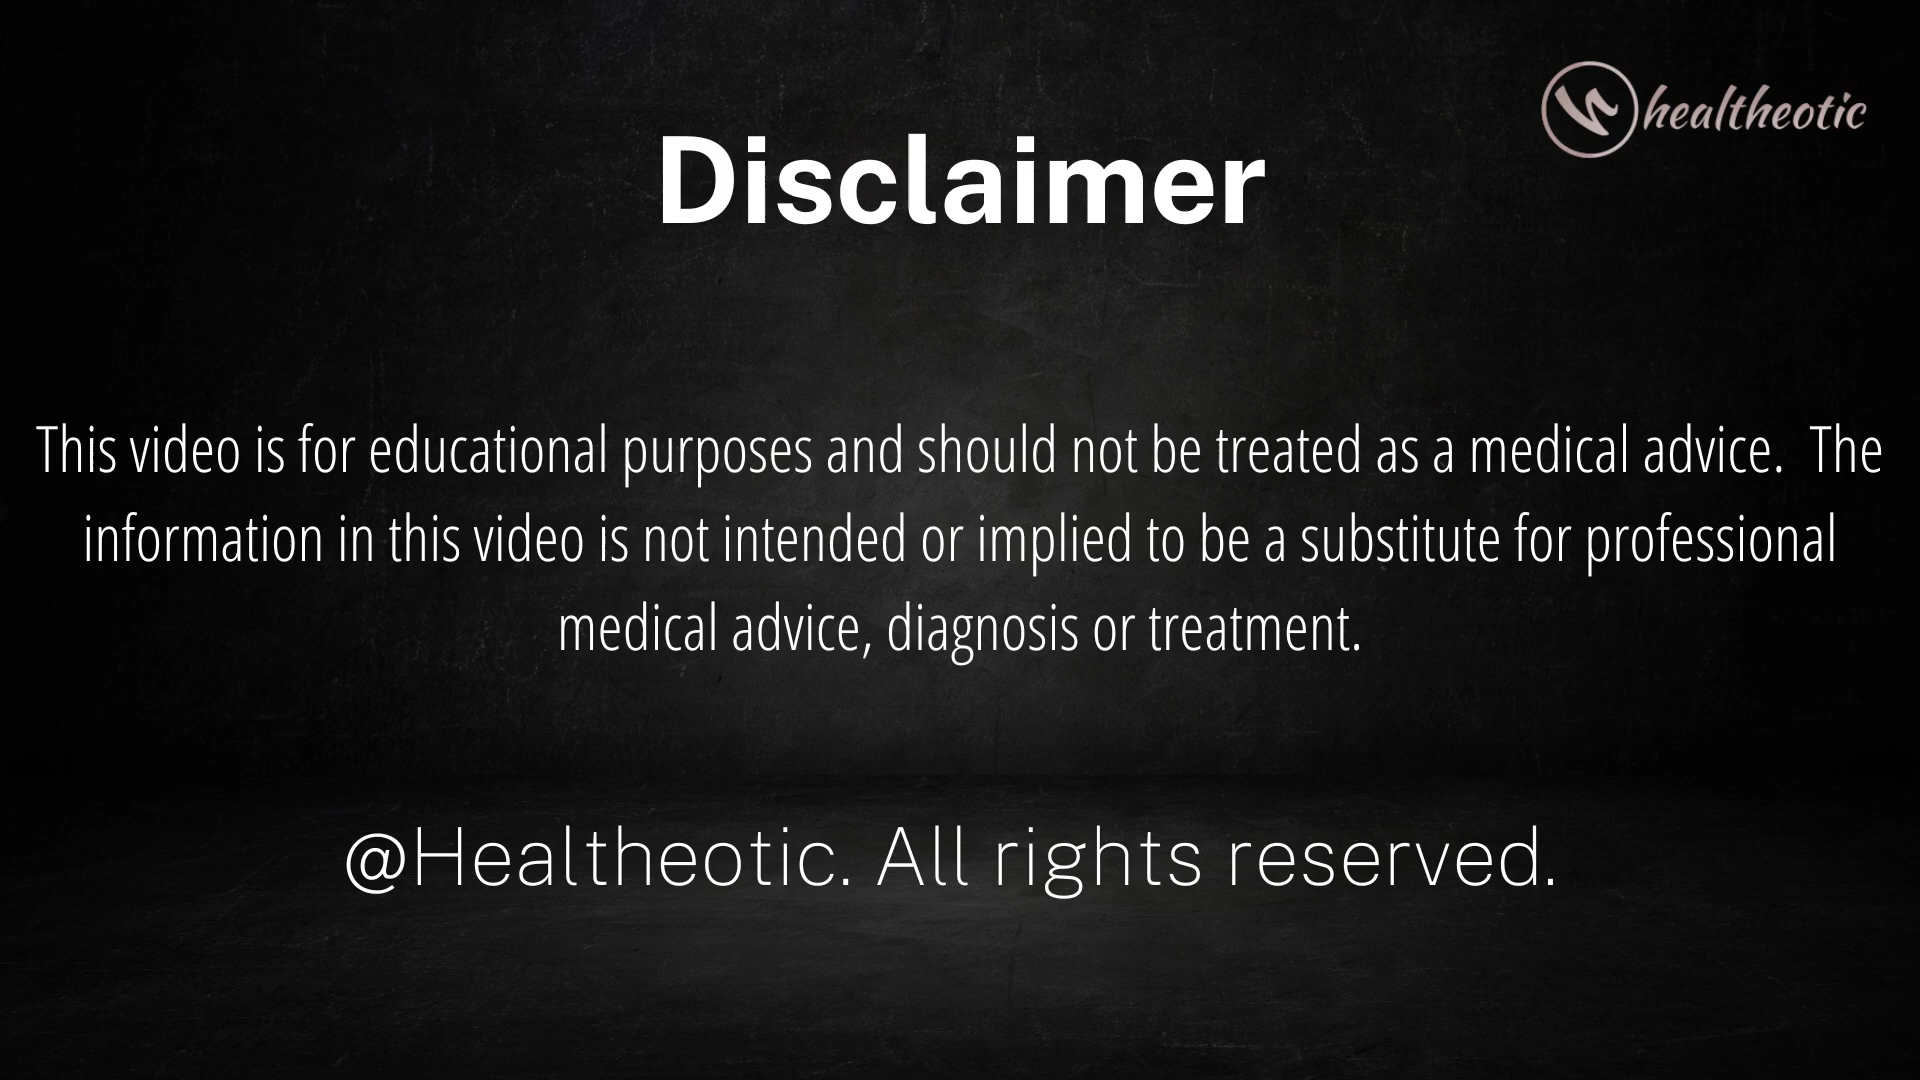 healtheotic
Disclaimer
This video is for educational purposes and should not be treated as a medical advice.  The
information in this video is not intended or implied to be a substitute for professional
medical advice, diagnosis or treatment.
@Healtheotic. All rights reserved.